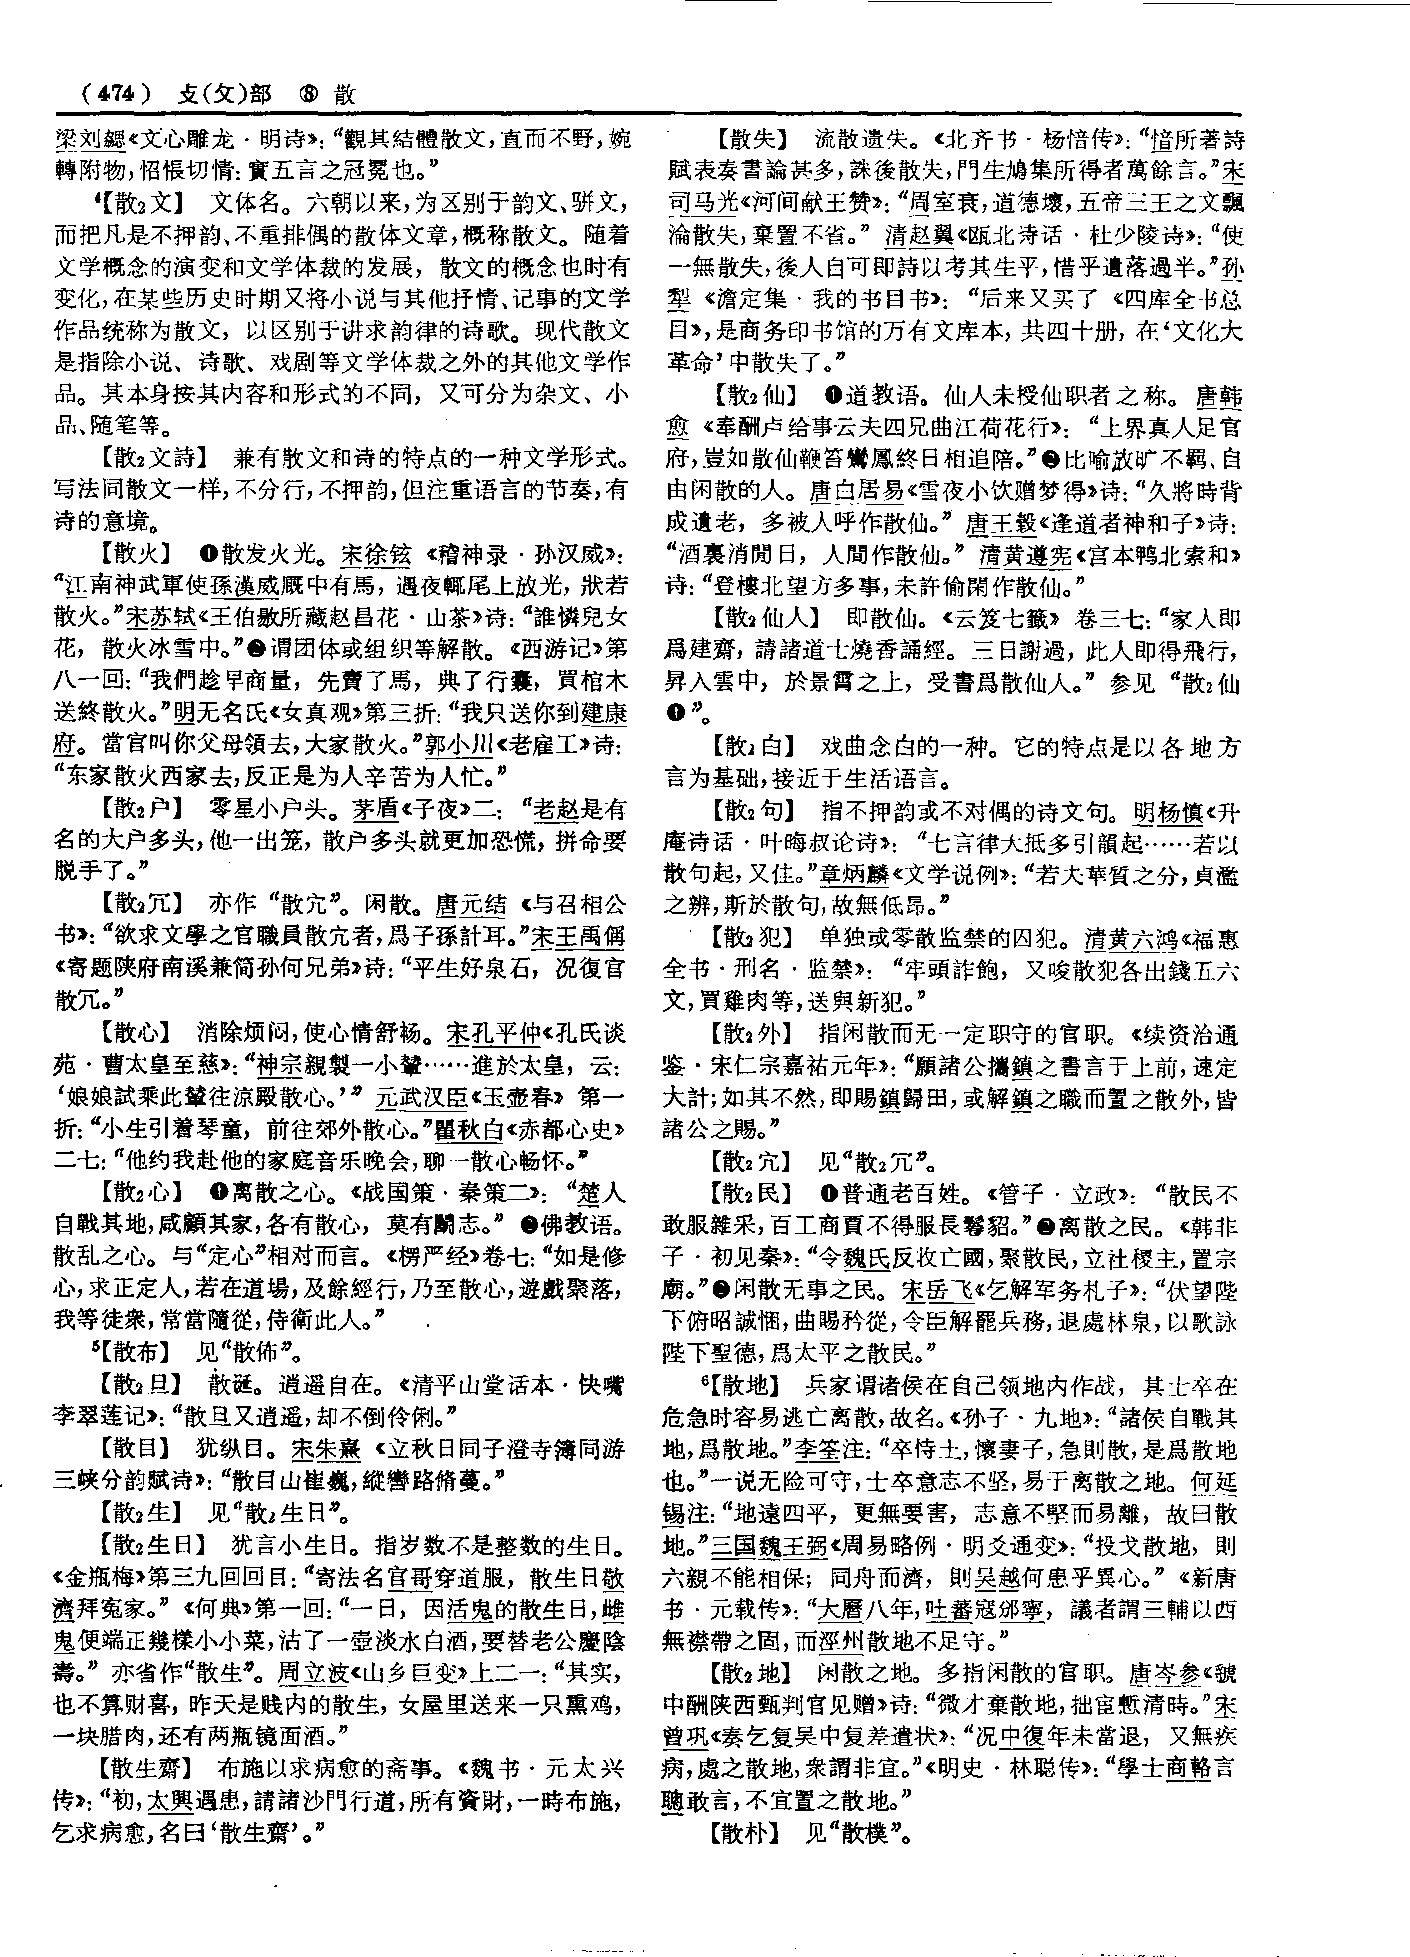 （474） 攴（攵）部 ⑧ 散
梁刘勰《文心雕龙·明诗》：“觀其結體散文，直而不野，婉
轉附物，怊悵切情：實五言之冠冕也。”
4【散2文】 文体名。六朝以来，为区别于韵文、骈文，
而把凡是不押韵、不重排偶的散体文章，概称散文。随着
文学概念的演变和文学体裁的发展，散文的概念也时有
变化，在某些历史时期又将小说与其他抒情、记事的文学
作品统称为散文，以区别于讲求韵律的诗歌。现代散文
是指除小说、诗歌、戏剧等文学体裁之外的其他文学作
品。其本身按其内容和形式的不同，又可分为杂文、小
品、随笔等。
【散2文詩】 兼有散文和诗的特点的一种文学形式。
写法同散文一样，不分行，不押韵，但注重语言的节奏，有
诗的意境。
【散火】 ❶散发火光。宋徐铉《稽神录·孙汉威》：
“江南神武軍使孫漢威厩中有馬，遇夜輒尾上放光，狀若
散火。”宋苏轼《王伯敭所藏赵昌花·山茶》诗：“誰憐兒女
花，散火冰雪中。”❷谓团体或组织等解散。《西游记》第
八一回：“我們趁早商量，先賣了馬，典了行囊，買棺木
送終散火。”明无名氏《女真观》第三折：“我只送你到建康
府。當官叫你父母領去，大家散火。”郭小川《老雇工》诗：
“东家散火西家去，反正是为人辛苦为人忙。”
【散2户】 零星小户头。茅盾《子夜》二：“老赵是有
名的大户多头，他一出笼，散户多头就更加恐慌，拼命要
脱手了。”
【散2冗】 亦作“散宂”。闲散。唐元结《与召相公
书》：“欲求文學之官職員散宂者，爲子孫計耳。”宋王禹偁
《寄题陕府南溪兼简孙何兄弟》诗：“平生好泉石，况復官
散冗。”
【散心】 消除烦闷，使心情舒畅。宋孔平仲《孔氏谈
苑·曹太皇至慈》：“神宗親製一小輦……進於太皇，云：
‘娘娘試乘此輦往凉殿散心。’” 元武汉臣《玉壶春》第一
折：“小生引着琴童，前往郊外散心。”瞿秋白《赤都心史》
二七：“他约我赴他的家庭音乐晚会，聊一散心畅怀。”
【散2心】 ❶离散之心。《战国策·秦策二》：“楚人
自戰其地，咸顧其家，各有散心，莫有鬭志。” ❷佛教语。
散乱之心。与“定心”相对而言。《楞严经》卷七：“如是修
心，求正定人，若在道場，及餘經行，乃至散心，遊戲聚落，
我等徒衆，常當隨從，侍衛此人。”
5【散布】 见“散佈”。
【散2旦】 散诞。逍遥自在。《清平山堂话本·快嘴
李翠莲记》：“散旦又逍遥，却不倒伶俐。”
【散目】 犹纵目。宋朱熹《立秋日同子澄寺簿同游
三峡分韵赋诗》：“散目山崔巍，縱轡路脩蔓。”
【散2生】 见“散2生日”。
【散2生日】 犹言小生日。指岁数不是整数的生日。
《金瓶梅》第三九回回目：“寄法名官哥穿道服，散生日敬
濟拜冤家。”《何典》第一回：“一日，因活鬼的散生日，雌
鬼便端正幾樣小小菜，沽了一壺淡水白酒，要替老公慶陰
壽。” 亦省作“散生”。周立波《山乡巨变》上二一：“其实，
也不算财喜，昨天是贱内的散生，女屋里送来一只熏鸡，
一块腊肉，还有两瓶镜面酒。”
【散生齋】 布施以求病愈的斋事。《魏书·元太兴
传》：“初，太興遇患，請諸沙門行道，所有資財，一時布施，
乞求病愈，名曰‘散生齋’。”
【散失】 流散遗失。《北齐书·杨愔传》：“愔所著詩
賦表奏書論甚多，誅後散失，門生鳩集所得者萬餘言。”宋
司马光《河间献王赞》：“周室衰，道德壞，五帝三王之文飄
淪散失，棄置不省。” 清赵翼《瓯北诗话·杜少陵诗》：“使
一無散失，後人自可即詩以考其生平，惜乎遺落過半。”孙
犁《澹定集·我的书目书》：“后来又买了《四库全书总
目》，是商务印书馆的万有文库本，共四十册，在‘文化大
革命’中散失了。”
【散2仙】 ❶道教语。仙人未授仙职者之称。唐韩
愈《奉酬卢给事云夫四兄曲江荷花行》：“上界真人足官
府，豈如散仙鞭笞鸞鳳終日相追陪。”❷比喻放旷不羁、自
由闲散的人。唐白居易《雪夜小饮赠梦得》诗：“久將時背
成遺老，多被人呼作散仙。” 唐王毂《逢道者神和子》诗：
“酒裏消閒日，人間作散仙。” 清黄遵宪《宫本鸭北索和》
诗：“登樓北望方多事，未許偷閑作散仙。”
【散2仙人】 即散仙。《云笈七籤》卷三七：“家人即
爲建齋，請諸道士燒香誦經。三日謝過，此人即得飛行，
昇入雲中，於景霄之上，受書爲散仙人。” 参见“散2仙
❶”。
【散2白】 戏曲念白的一种。它的特点是以各地方
言为基础，接近于生活语言。
【散2句】 指不押韵或不对偶的诗文句。明杨慎《升
庵诗话·叶晦叔论诗》：“七言律大抵多引韻起……若以
散句起，又佳。”章炳麟《文学说例》：“若夫華質之分，貞濫
之辨，斯於散句，故無低昂。”
【散2犯】 单独或零散监禁的囚犯。清黄六鸿《福惠
全书·刑名·监禁》：“牢頭詐飽，又唆散犯各出錢五六
文，買雞肉等，送與新犯。”
【散2外】 指闲散而无一定职守的官职。《续资治通
鉴·宋仁宗嘉祐元年》：“願諸公攜鎮之書言于上前，速定
大計；如其不然，即賜鎮歸田，或解鎮之職而置之散外，皆
諸公之賜。”
【散2宂】 见“散2冗”。
【散2民】 ❶普通老百姓。《管子·立政》：“散民不
敢服雜采，百工商賈不得服長鬈貂。”❷离散之民。《韩非
子·初见秦》：“令魏氏反收亡國，聚散民，立社稷主，置宗
廟。”❸闲散无事之民。宋岳飞《乞解军务札子》：“伏望陛
下俯昭誠悃，曲賜矜從，令臣解罷兵務，退處林泉，以歌詠
陛下聖德，爲太平之散民。”
6【散地】 兵家谓诸侯在自己领地内作战，其士卒在
危急时容易逃亡离散，故名。《孙子·九地》：“諸侯自戰其
地，爲散地。”李筌注：“卒恃土，懷妻子，急則散，是爲散地
也。”一说无险可守，士卒意志不坚，易于离散之地。何延
锡注：“地遠四平，更無要害，志意不堅而易離，故曰散
地。”三国魏王弼《周易略例·明爻通变》：“投戈散地，則
六親不能相保；同舟而濟，則吴越何患乎異心。”《新唐
书·元载传》：“大曆八年，吐蕃寇邠寧，議者謂三輔以西
無襟帶之固，而涇州散地不足守。”
【散2地】 闲散之地。多指闲散的官职。唐岑参《虢
中酬陕西甄判官见赠》诗：“微才棄散地，拙宦慙清時。”宋
曾巩《奏乞复吴中复差遣状》：“况中復年未當退，又無疾
病，處之散地，衆謂非宜。”《明史·林聪传》：“學士商輅言
聰敢言，不宜置之散地。”
【散朴】 见“散樸”。